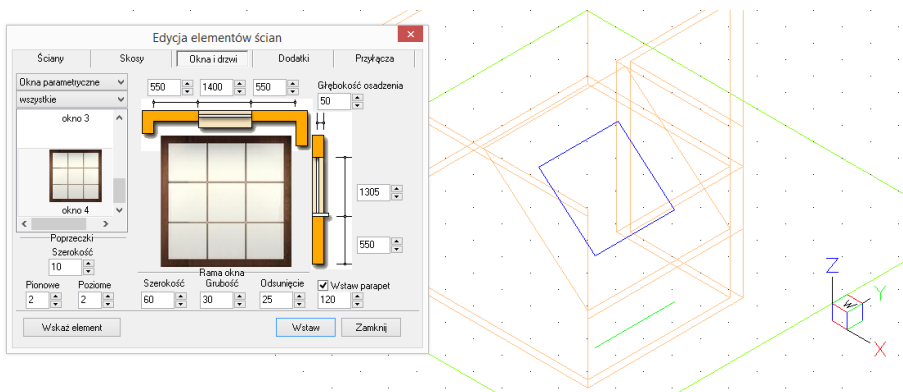 Edycja elementów ścian
Ściany Skosy Okna i drzwi Dodatki Przyłącza
Okna parametryczne
wszystkie
okno 3
okno 4
550 1400 550
Głębokość osadzenia
50
1305
550
Poprzeczki
Szerokość
10
Pionowe Poziome
2 2
Rama okna
Szerokość Grubość Odsunięcie
60 30 25
Wstaw parapet
120
Wskaż element Wstaw Zamknij
Z
Y
W
X